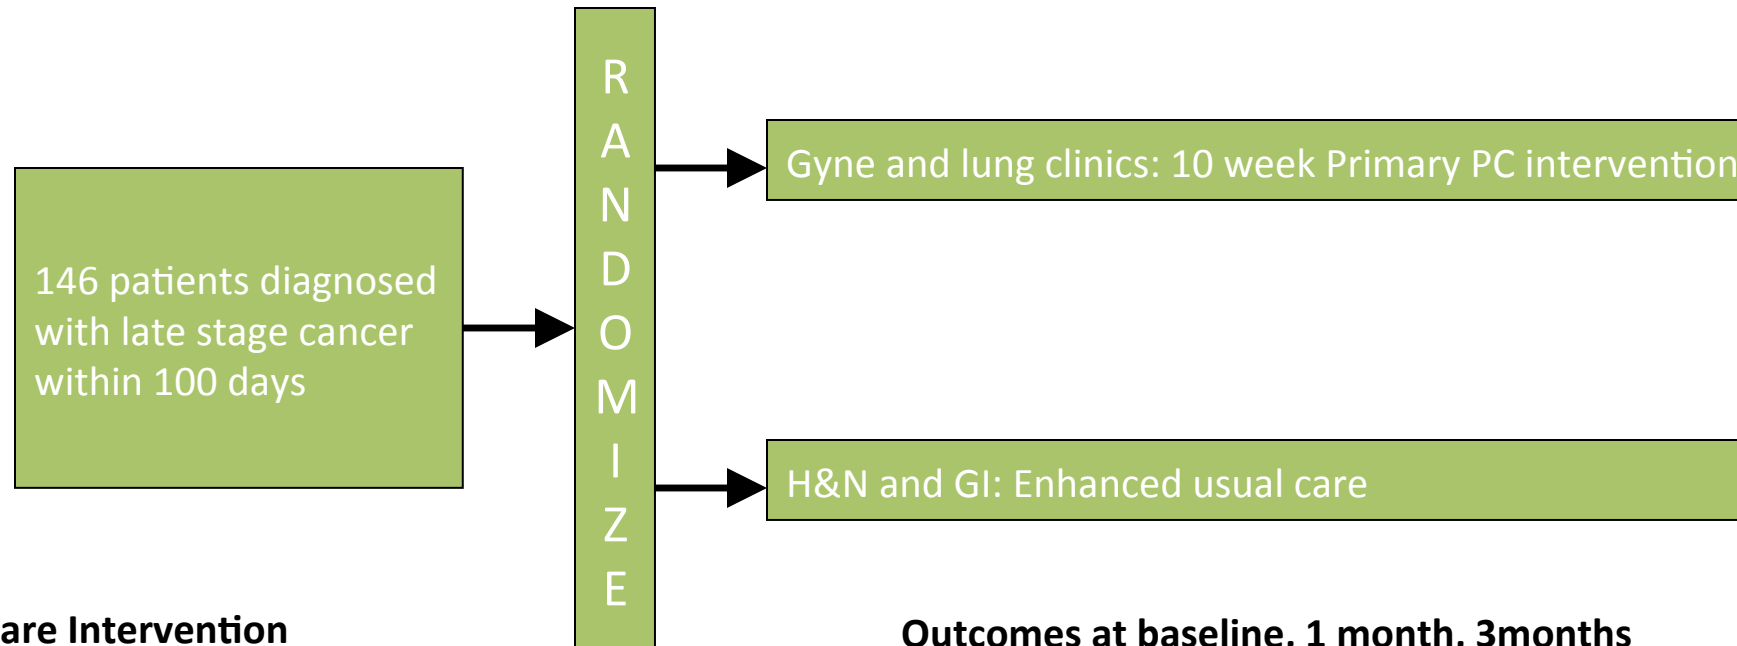 R
A
N
D
O
M
I
Z
E
Gyne and lung clinics: 10 week Primary PC intervention
146 patients diagnosed
with late stage cancer
within 100 days
H&N and GI: Enhanced usual care
are Intervention
Outcomes at baseline, 1 month, 3months